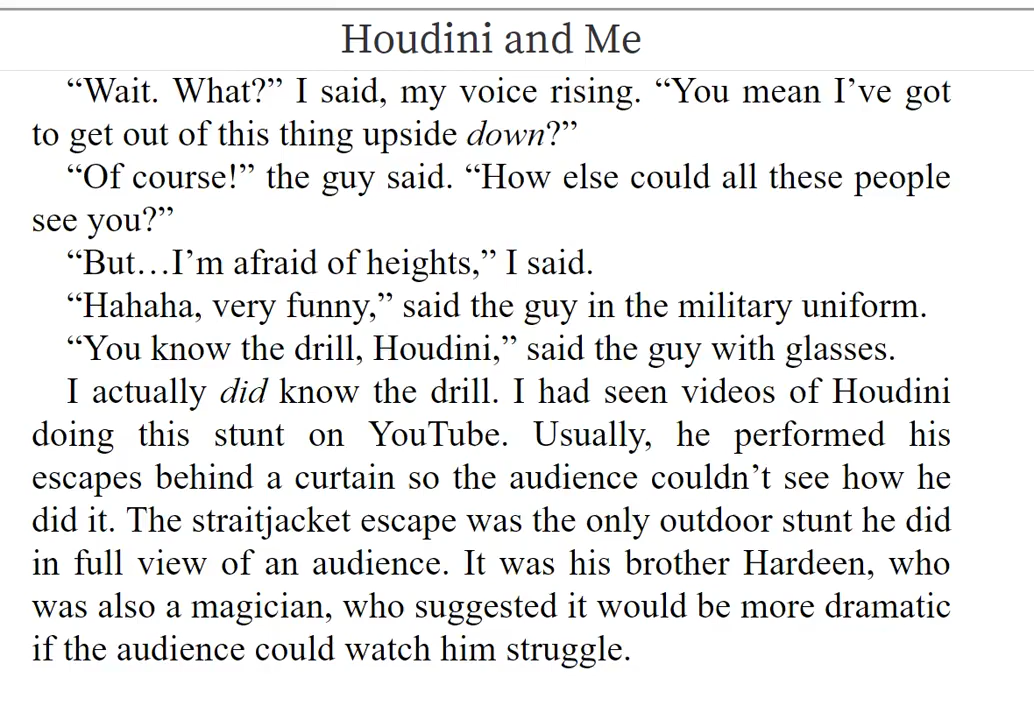 Houdini and Me
“Wait. What?” I said, my voice rising. “You mean I’ve got
to get out of this thing upside down?”
“Of course!” the guy said. “How else could all these people
see you?”
“But…I’m afraid of heights,” I said.
“Hahaha, very funny,” said the guy in the military uniform.
“You know the drill, Houdini,” said the guy with glasses.
I actually did know the drill. I had seen videos of Houdini
doing this stunt on YouTube. Usually, he performed his
escapes behind a curtain so the audience couldn’t see how he
did it. The straitjacket escape was the only outdoor stunt he did
in full view of an audience. It was his brother Hardeen, who
was also a magician, who suggested it would be more dramatic
if the audience could watch him struggle.